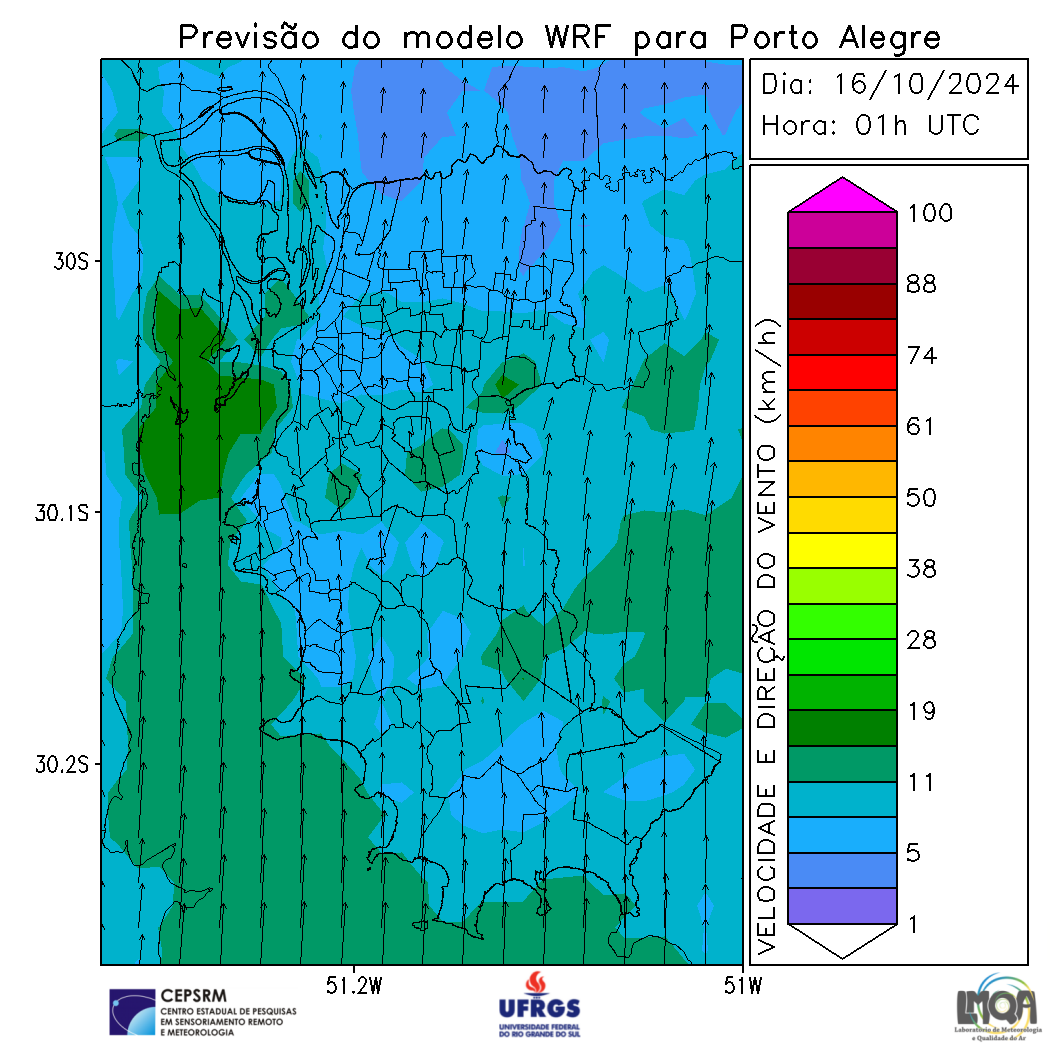 Previsão do modelo WRF para Porto Alegre
Dia: 16/10/2024
Hora: 01h UTC
30S
30.1S
30.2S
51.2W
51W
VELOCIDADE E DIREÇÃO DO VENTO (km/h)
100
88
74
61
50
38
28
19
11
5
1
CEPSRM
CENTRO ESTADUAL DE PESQUISAS
EM SENSORIAMENTO REMOTO
E METEOROLOGIA
UFRGS
UNIVERSIDADE FEDERAL
DO RIO GRANDE DO SUL
LMQA
Laboratório de Meteorologia
e Qualidade do Ar